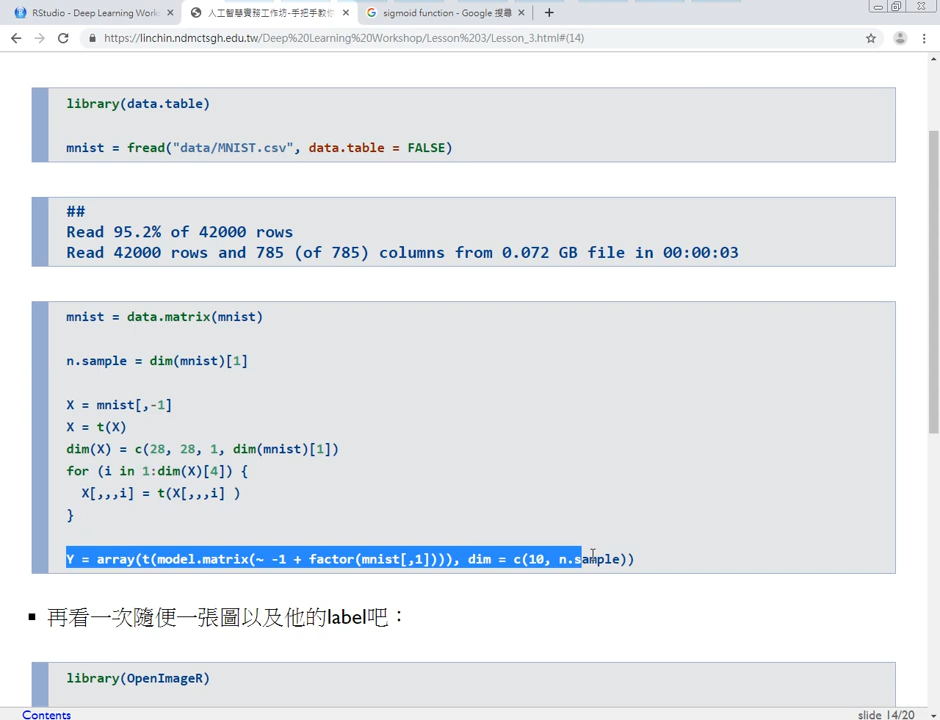 RStudio - Deep Learning Work
人工智慧實務工作坊-手把手教你
sigmoid function - Google 搜尋
https://linchin.ndmctsgh.edu.tw/Deep%20Learning%20Workshop/Lesson%203/Lesson_3.html#(14)
library(data.table)
mnist = fread("data/MNIST.csv", data.table = FALSE)
##
Read 95.2% of 42000 rows
Read 42000 rows and 785 (of 785) columns from 0.072 GB file in 00:00:03
mnist = data.matrix(mnist)
n.sample = dim(mnist)[1]
X = mnist[,-1]
X = t(X)
dim(X) = c(28, 28, 1, dim(mnist)[1])
for (i in 1:dim(X)[4]) {
X[,,,i] = t(X[,,,i] )
}
Y = array(t(model.matrix(~ -1 + factor(mnist[,1]))), dim = c(10, n.sample))
再看一次隨便一張圖以及他的label吧：
library(OpenImageR)
Contents
slide 14/20